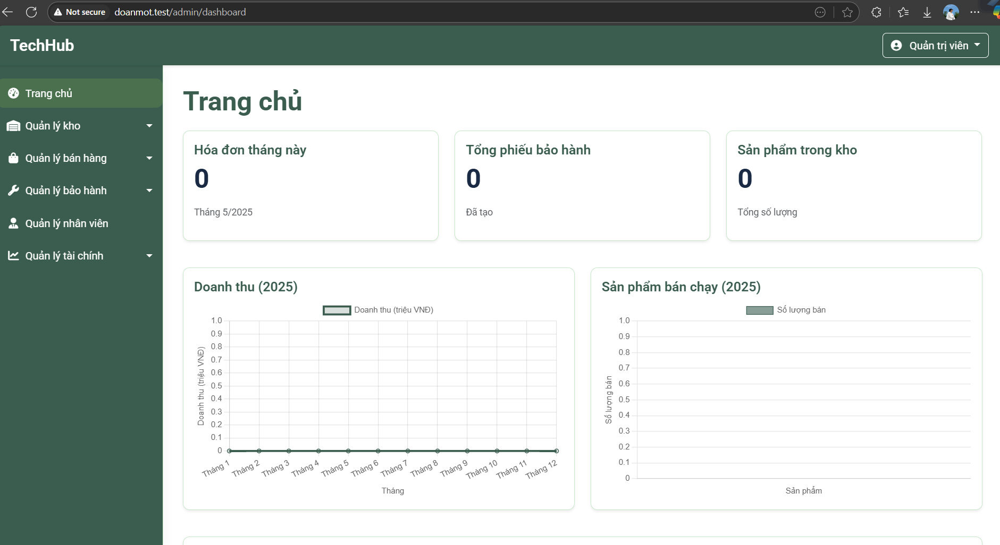 Not secure doanmot.test/admin/dashboard
TechHub
Quản trị viên
Trang chủ
Quản lý kho
Quản lý bán hàng
Quản lý bảo hành
Quản lý nhân viên
Quản lý tài chính
Trang chủ
Hóa đơn tháng này
0
Tháng 5/2025
Tổng phiếu bảo hành
0
Đã tạo
Sản phẩm trong kho
0
Tổng số lượng
Doanh thu (2025)
Doanh thu (triệu VNĐ)
Doanh thu (triệu VNĐ)
1.0
0.9
0.8
0.7
0.6
0.5
0.4
0.3
0.2
0.1
0
Tháng 1 Tháng 2 Tháng 3 Tháng 4 Tháng 5 Tháng 6 Tháng 7 Tháng 8 Tháng 9 Tháng 10 Tháng 11 Tháng 12
Tháng
Sản phẩm bán chạy (2025)
Số lượng bán
Số lượng bán
1.0
0.9
0.8
0.7
0.6
0.5
0.4
0.3
0.2
0.1
0
Sản phẩm